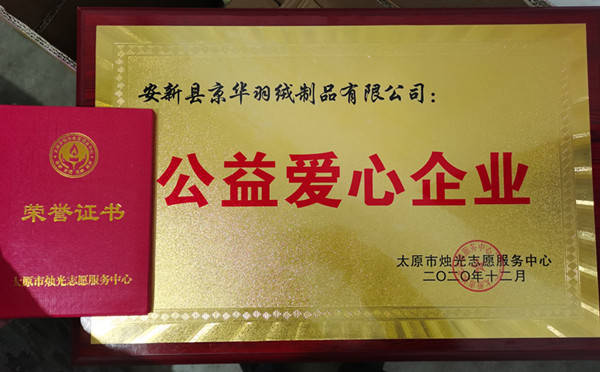 安新县京华羽绒制品有限公司：
公益爱心企业
太原市烛光志愿服务中心
二〇二〇年十二月
荣誉证书
太原市烛光志愿服务中心